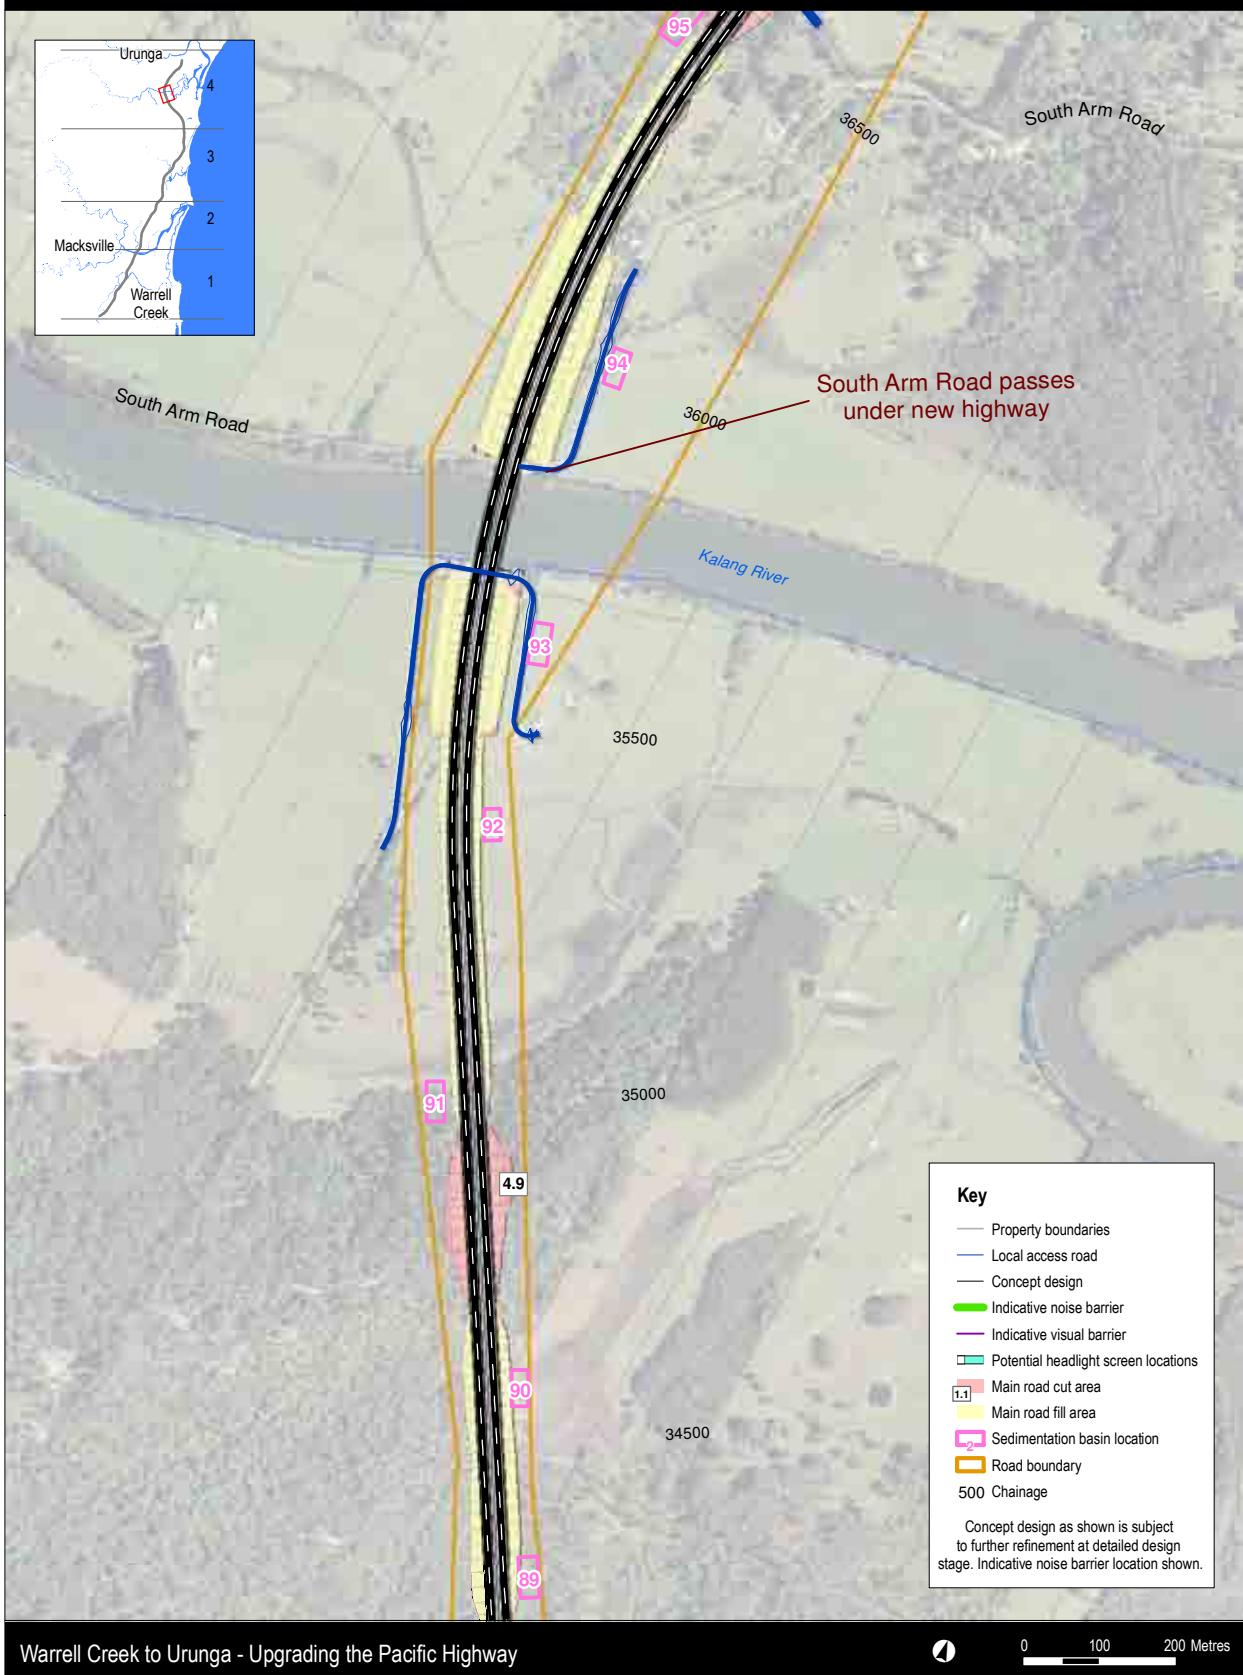 95
Urunga
4
3
2
Macksville
1
Warrell
Creek
36500
South Arm Road
94
South Arm Road passes
under new highway
36000
South Arm Road
Kalang River
93
35500
92
35000
91
4.9
90
34500
89
Key
Property boundaries
Local access road
Concept design
Indicative noise barrier
Indicative visual barrier
Potential headlight screen locations
1.1 Main road cut area
Main road fill area
2 Sedimentation basin location
Road boundary
500 Chainage
Concept design as shown is subject
to further refinement at detailed design
stage. Indicative noise barrier location shown.
Warrell Creek to Urunga - Upgrading the Pacific Highway
0 100 200 Metres